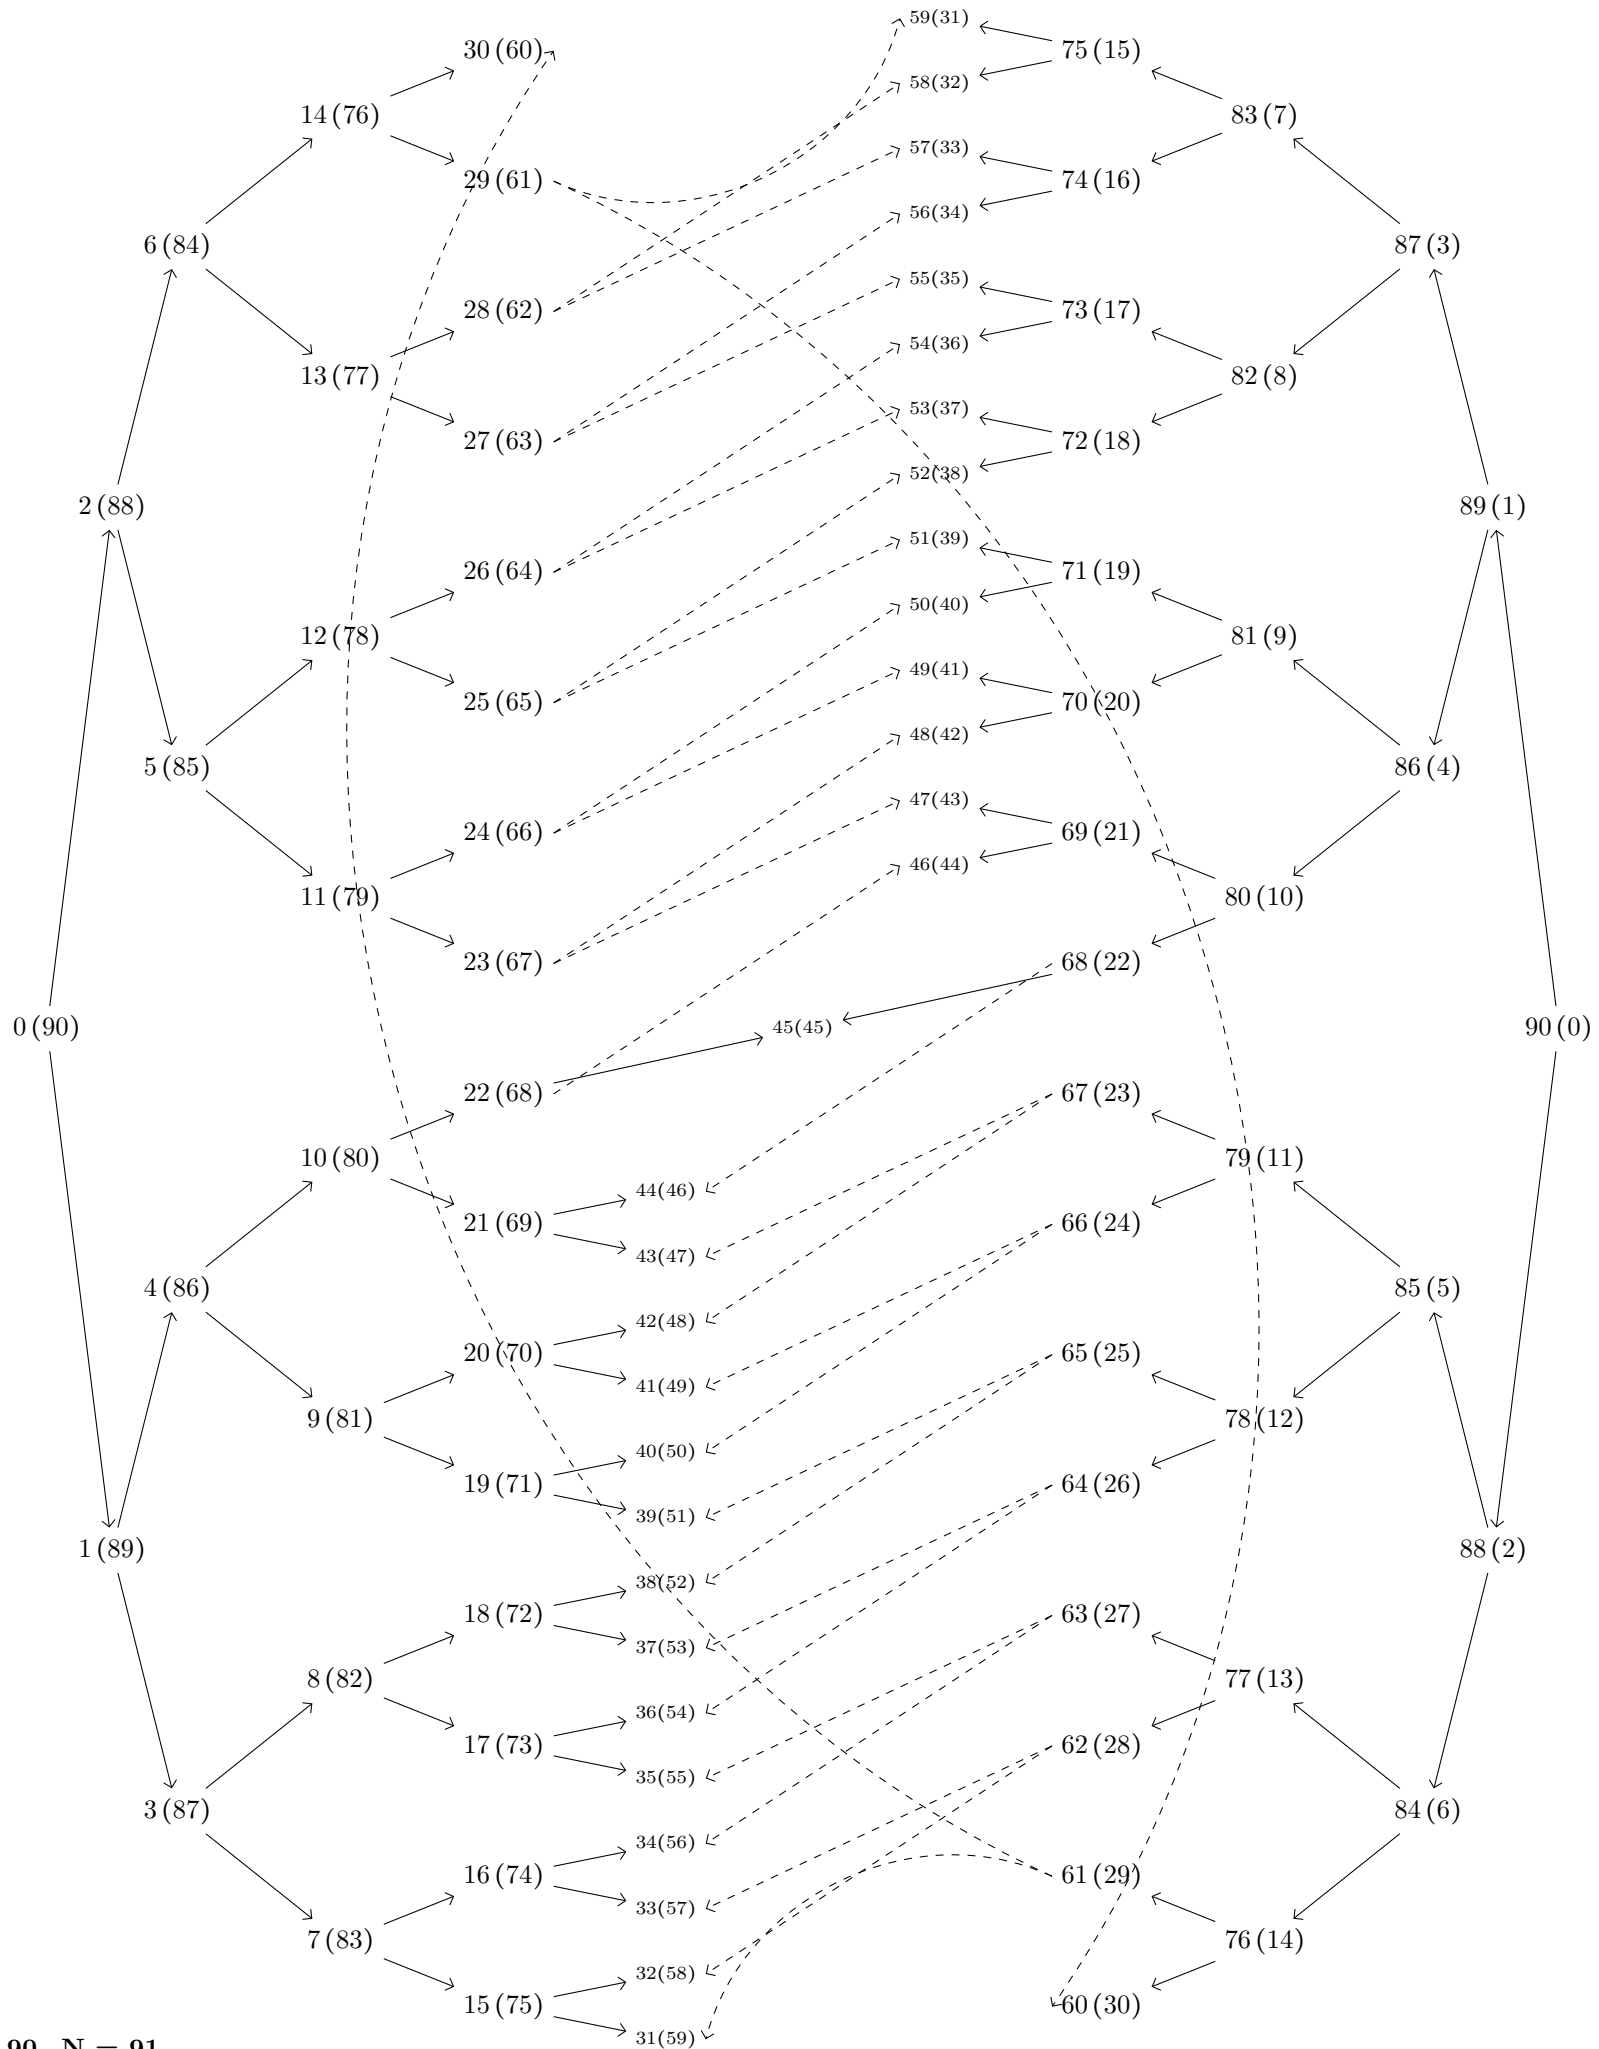 59(31)
30 (60) 75 (15)
58(32)
14 (76) 83 (7)
57(33)
29 (61) 74 (16)
56(34)
6 (84) 87 (3)
55(35)
28 (62) 73 (17)
54(36)
13 (77) 82 (8)
53(37)
27 (63) 72 (18)
52(38)
2 (88) 89 (1)
51(39)
26 (64) 71 (19)
50(40)
12 (78) 81 (9)
49(41)
25 (65) 70 (20)
48(42)
5 (85) 86 (4)
47(43)
24 (66) 69 (21)
46(44)
11 (79) 80 (10)
23 (67) 68 (22)
0 (90) 45(45) 90 (0)
22 (68) 67 (23)
10 (80) 79 (11)
44(46)
21 (69) 66 (24)
43(47)
4 (86) 85 (5)
42(48)
20 (70) 65 (25)
41(49)
9 (81) 78 (12)
40(50)
19 (71) 64 (26)
39(51)
1 (89) 88 (2)
38(52)
18 (72) 63 (27)
37(53)
8 (82) 77 (13)
36(54)
17 (73) 62 (28)
35(55)
3 (87) 84 (6)
34(56)
16 (74) 61 (29)
33(57)
7 (83) 76 (14)
32(58)
15 (75) 60 (30)
31(59)